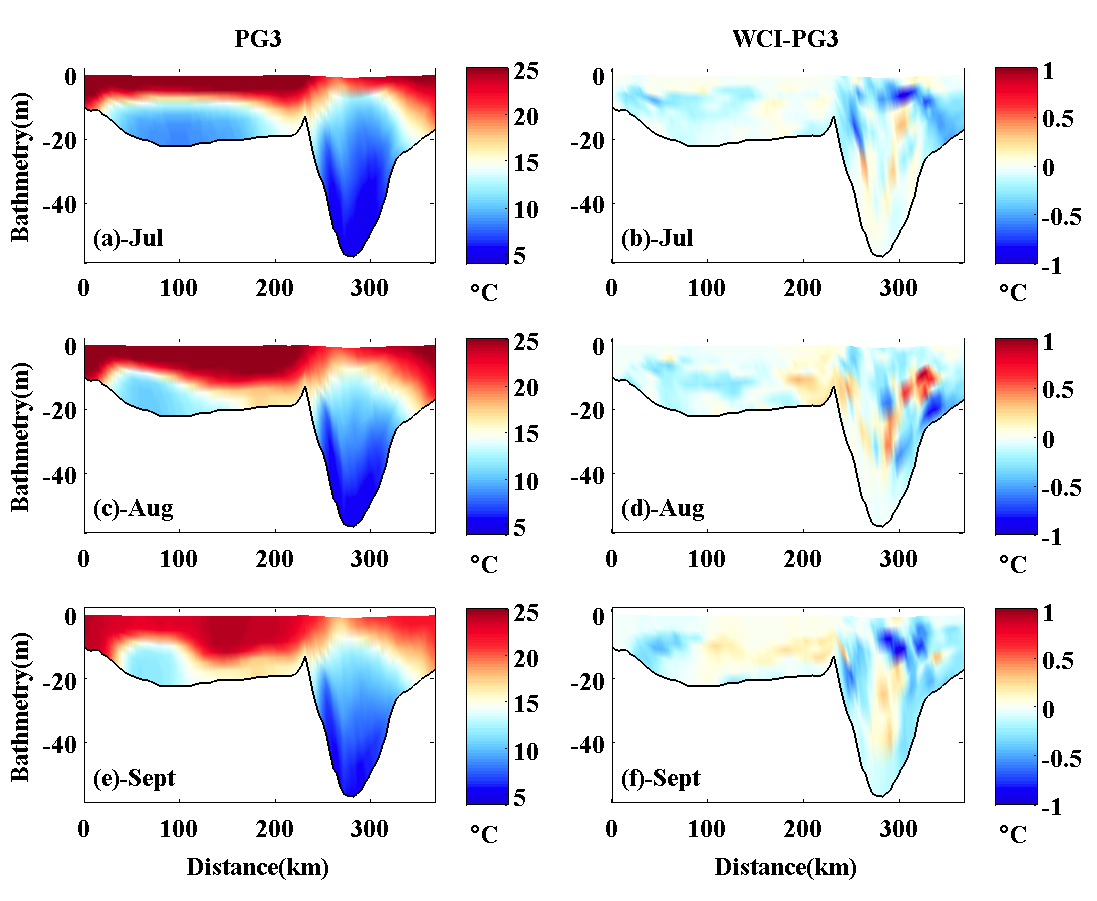 PG3
WCI-PG3
Bathmetry(m)
0
-20
-40
(a)-Jul
0 100 200 300
25
20
15
10
5
°C
0
-20
-40
(b)-Jul
0 100 200 300
1
0.5
0
-0.5
-1
°C
Bathmetry(m)
0
-20
-40
(c)-Aug
0 100 200 300
25
20
15
10
5
°C
0
-20
-40
(d)-Aug
0 100 200 300
1
0.5
0
-0.5
-1
°C
Bathmetry(m)
0
-20
-40
(e)-Sept
0 100 200 300
Distance(km)
25
20
15
10
5
°C
0
-20
-40
(f)-Sept
0 100 200 300
Distance(km)
1
0.5
0
-0.5
-1
°C